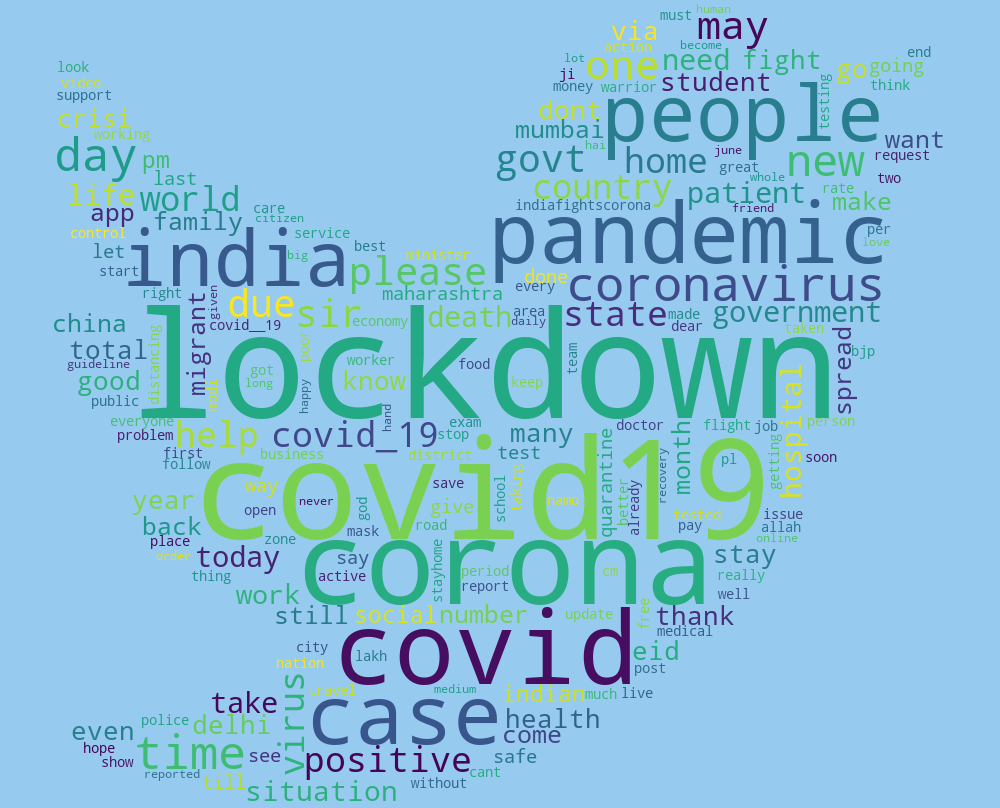 human
must
may
via
action
become
look
lot
one
need fight
end
video
ji
student
go
going
support
money
warrior
people
testing
think
crisi
dont
working
mumbai
want
day
pm
hai
govt
home
june
new
request
last
great
whole
two
life
world
country
patient
rate
app
family
care
citizen
indiafightscorona
friend
make
control
india
service
pandemic
per
love
let
big
best
minister
start
please
done
coronavirus
right
given
maharashtra
every
due
sir
death
area
state
made
government
china
migrant
covid__19
economy
daily
dear
taken
total
distancing
lockdown
poor
worker
food
team
spread
bjp
guideline
good
modi
got
long
know
keep
public
happy
everyone
hand
exam
doctor
flight
job
hospital
person
problem
help
covid_19
stop
many
first
business
district
test
quarantine
month
pl
getting
soon
follow
covid19
way
save
school
taking
better
recovery
year
never
god
give
name
already
tested
issue
back
open
road
pay
allah
place
zone
mask
online
order
today
say
corona
stay
thing
active
stayhome
period
cm
really
work
report
well
still
social
number
update
free
thank
city
covid
medical
nation
lakh
eid
post
take
virus
travel
medium
indian
much
live
police
delhi
case
health
even
come
hope
time
see
positive
safe
show
reported
till
situation
without
cant